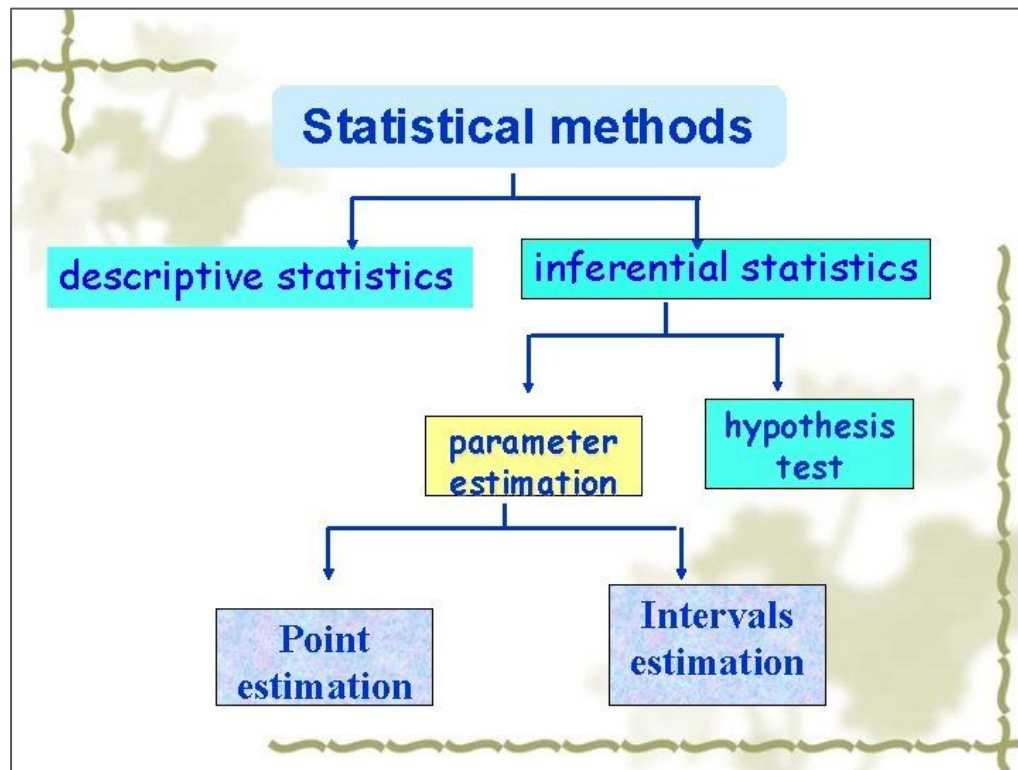 Statistical methods
descriptive statistics
inferential statistics
parameter
estimation
hypothesis
test
Point
estimation
Intervals
estimation